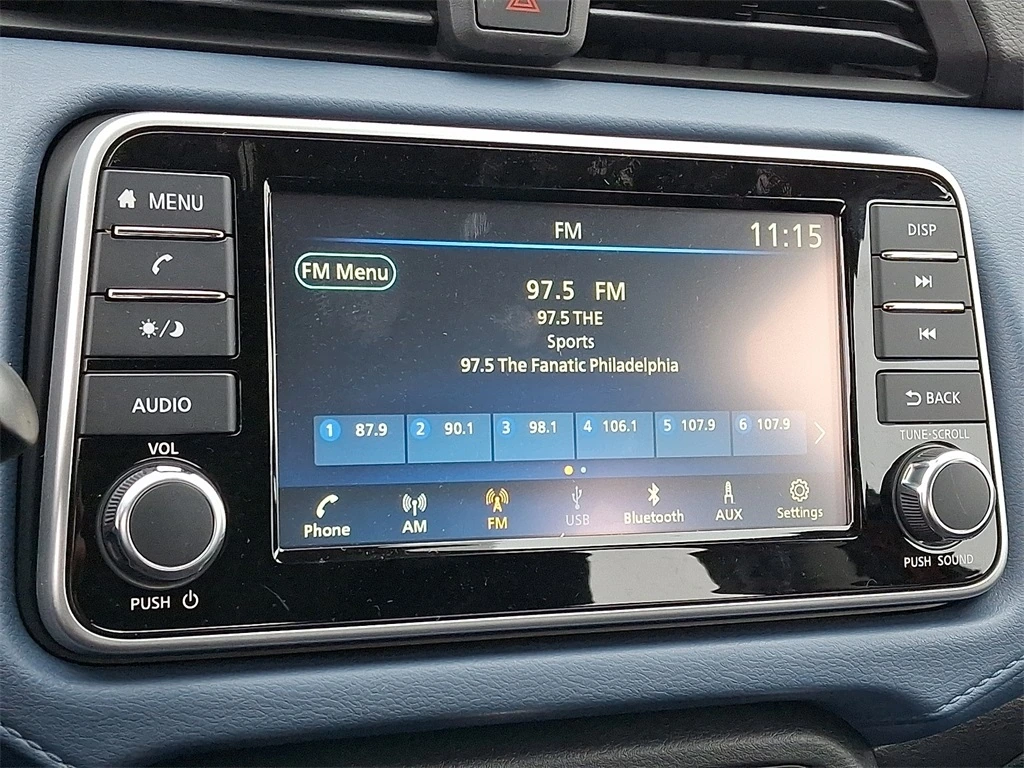 MENU
AUDIO
VOL
PUSH
FM 11:15
FM Menu
97.5 FM
97.5 THE
Sports
97.5 The Fanatic Philadelphia
1 87.9 2 90.1 3 98.1 4 106.1 5 107.9 6 107.9
Phone AM FM USB Bluetooth AUX Settings
DISP
BACK
TUNE·SCROLL
PUSH SOUND